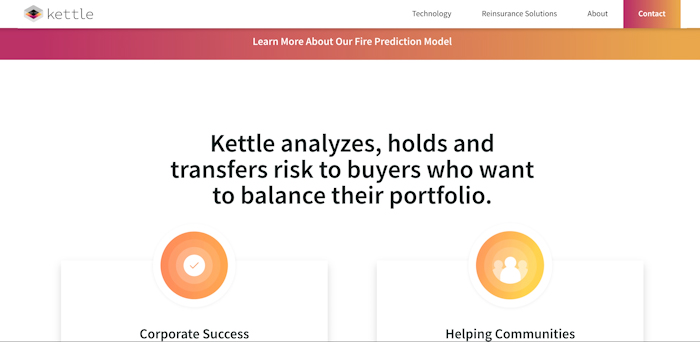 kettle
Technology
Reinsurance Solutions
About
Contact
Learn More About Our Fire Prediction Model
Kettle analyzes, holds and
transfers risk to buyers who want
to balance their portfolio.
Corporate Success
Helping Communities